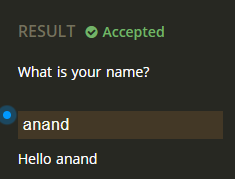 RESULT Accepted
What is your name?
anand
Hello anand